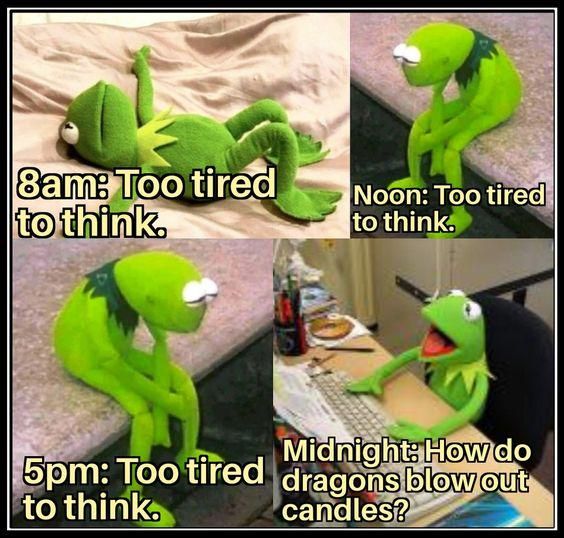 8am: Too tired
to think.
Noon: Too tired
to think.
5pm: Too tired
to think.
Midnight: How do
dragons blow out
candles?